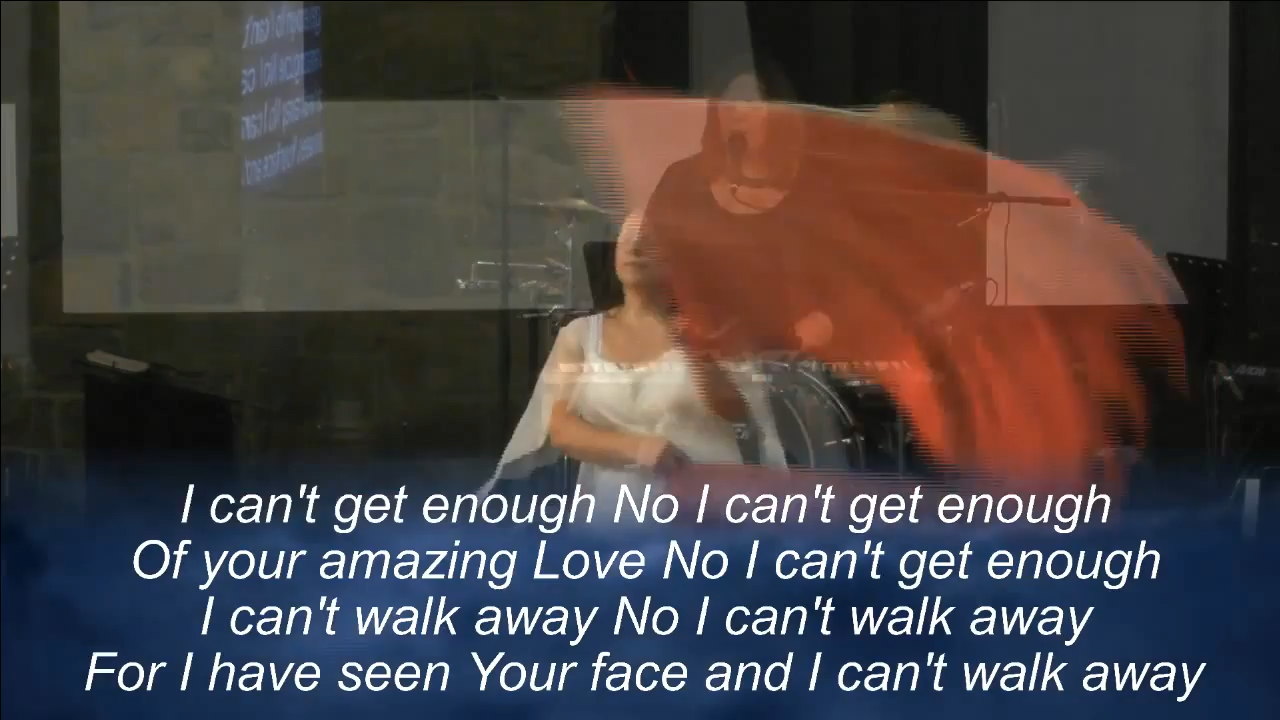 I can't get enough No I can't get enough
Of your amazing Love No I can't get enough
I can't walk away No I can't walk away
For I have seen Your face and I can't walk away